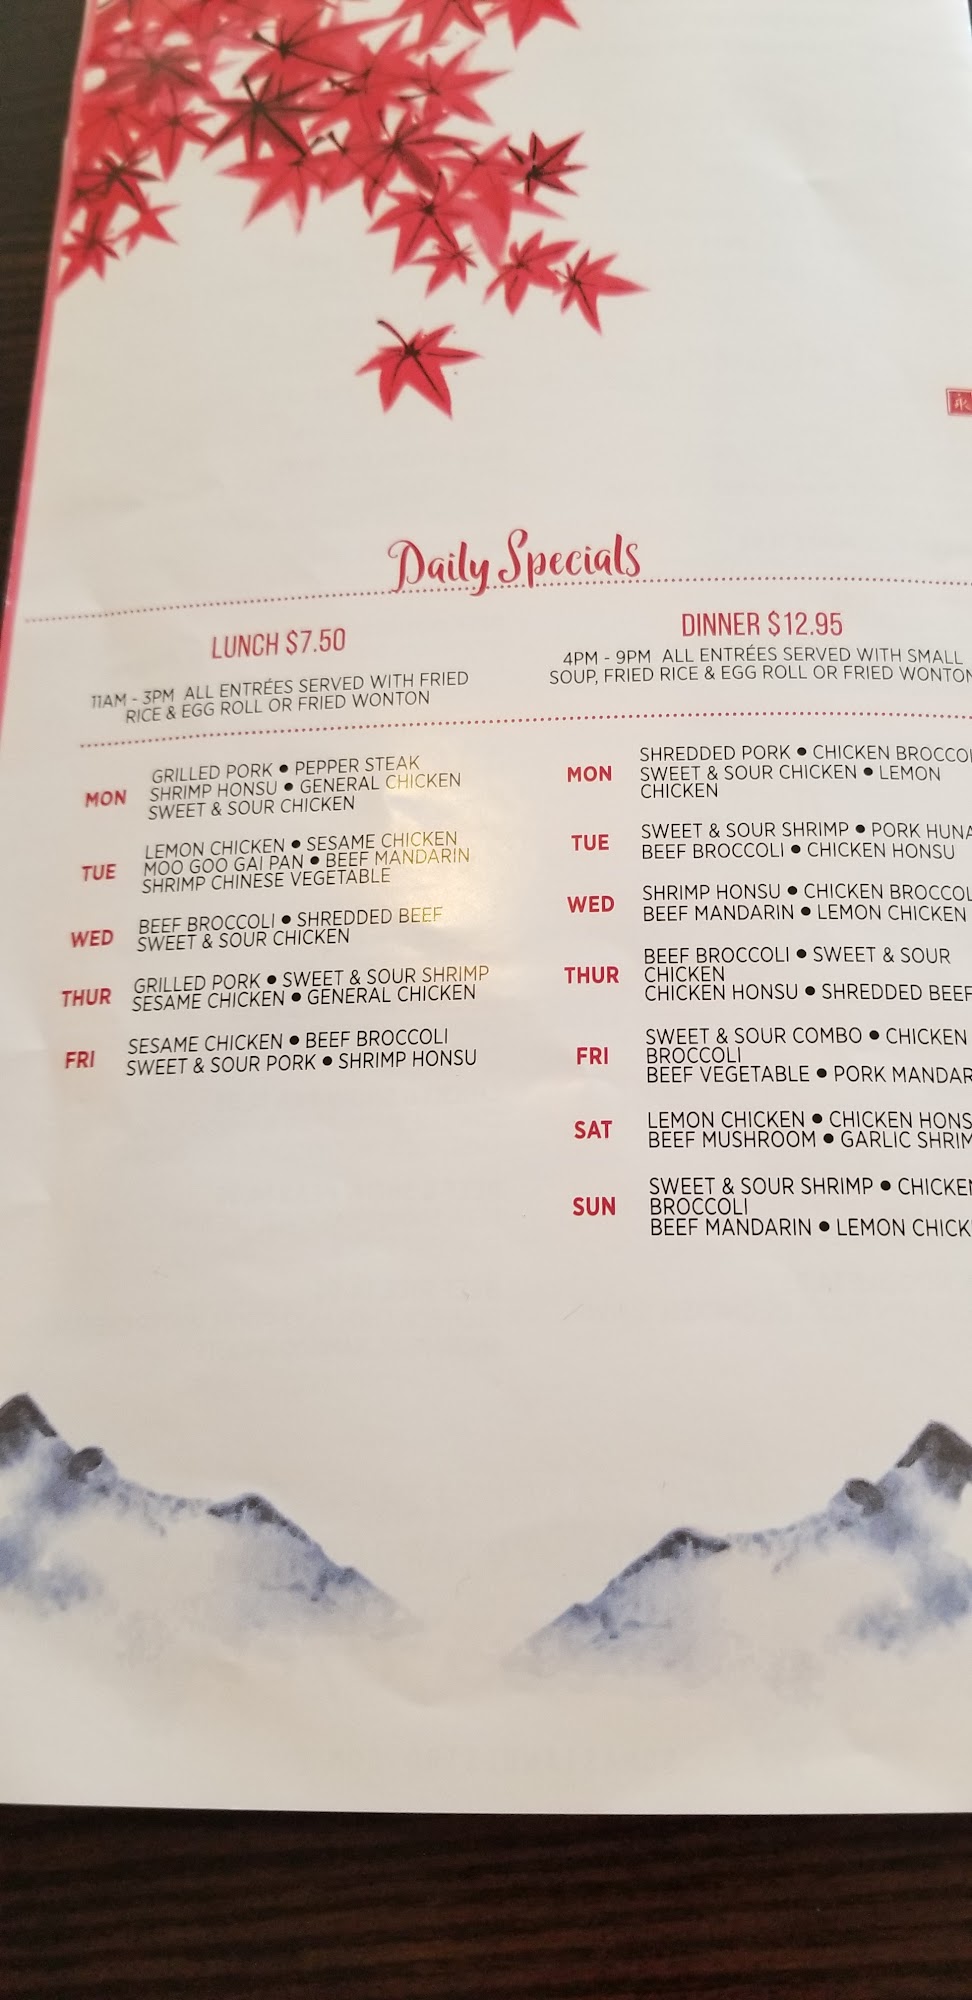 Daily Specials
LUNCH $7.50
11AM - 3PM ALL ENTRÉES SERVED WITH FRIED
RICE & EGG ROLL OR FRIED WONTON
MON
GRILLED PORK • PEPPER STEAK
SHRIMP HONSU • GENERAL CHICKEN
SWEET & SOUR CHICKEN
TUE
LEMON CHICKEN • SESAME CHICKEN
MOO GOO GAI PAN • BEEF MANDARIN
SHRIMP CHINESE VEGETABLE
WED
BEEF BROCCOLI • SHREDDED BEEF
SWEET & SOUR CHICKEN
THUR
GRILLED PORK • SWEET & SOUR SHRIMP
SESAME CHICKEN • GENERAL CHICKEN
FRI
SESAME CHICKEN • BEEF BROCCOLI
SWEET & SOUR PORK • SHRIMP HONSU
DINNER $12.95
4PM - 9PM ALL ENTRÉES SERVED WITH SMALL
SOUP, FRIED RICE & EGG ROLL OR FRIED WONTON
MON
SHREDDED PORK • CHICKEN
SWEET & SOUR CHICKEN • LEMON
CHICKEN
TUE
SWEET & SOUR SHRIMP • PORK
BEEF BROCCOLI • CHICKEN HONSU
WED
SHRIMP HONSU • CHICKEN
BEEF MANDARIN • LEMON CHICKEN
THUR
BEEF BROCCOLI • SWEET & SOUR
CHICKEN
CHICKEN HONSU • SHREDDED BEEF
FRI
SWEET & SOUR COMBO • CHICKEN
BROCCOLI
BEEF VEGETABLE • PORK
SAT
LEMON CHICKEN • CHICKEN
BEEF MUSHROOM • GARLIC
SUN
SWEET & SOUR SHRIMP •
BROCCOLI
BEEF MANDARIN • LEMON